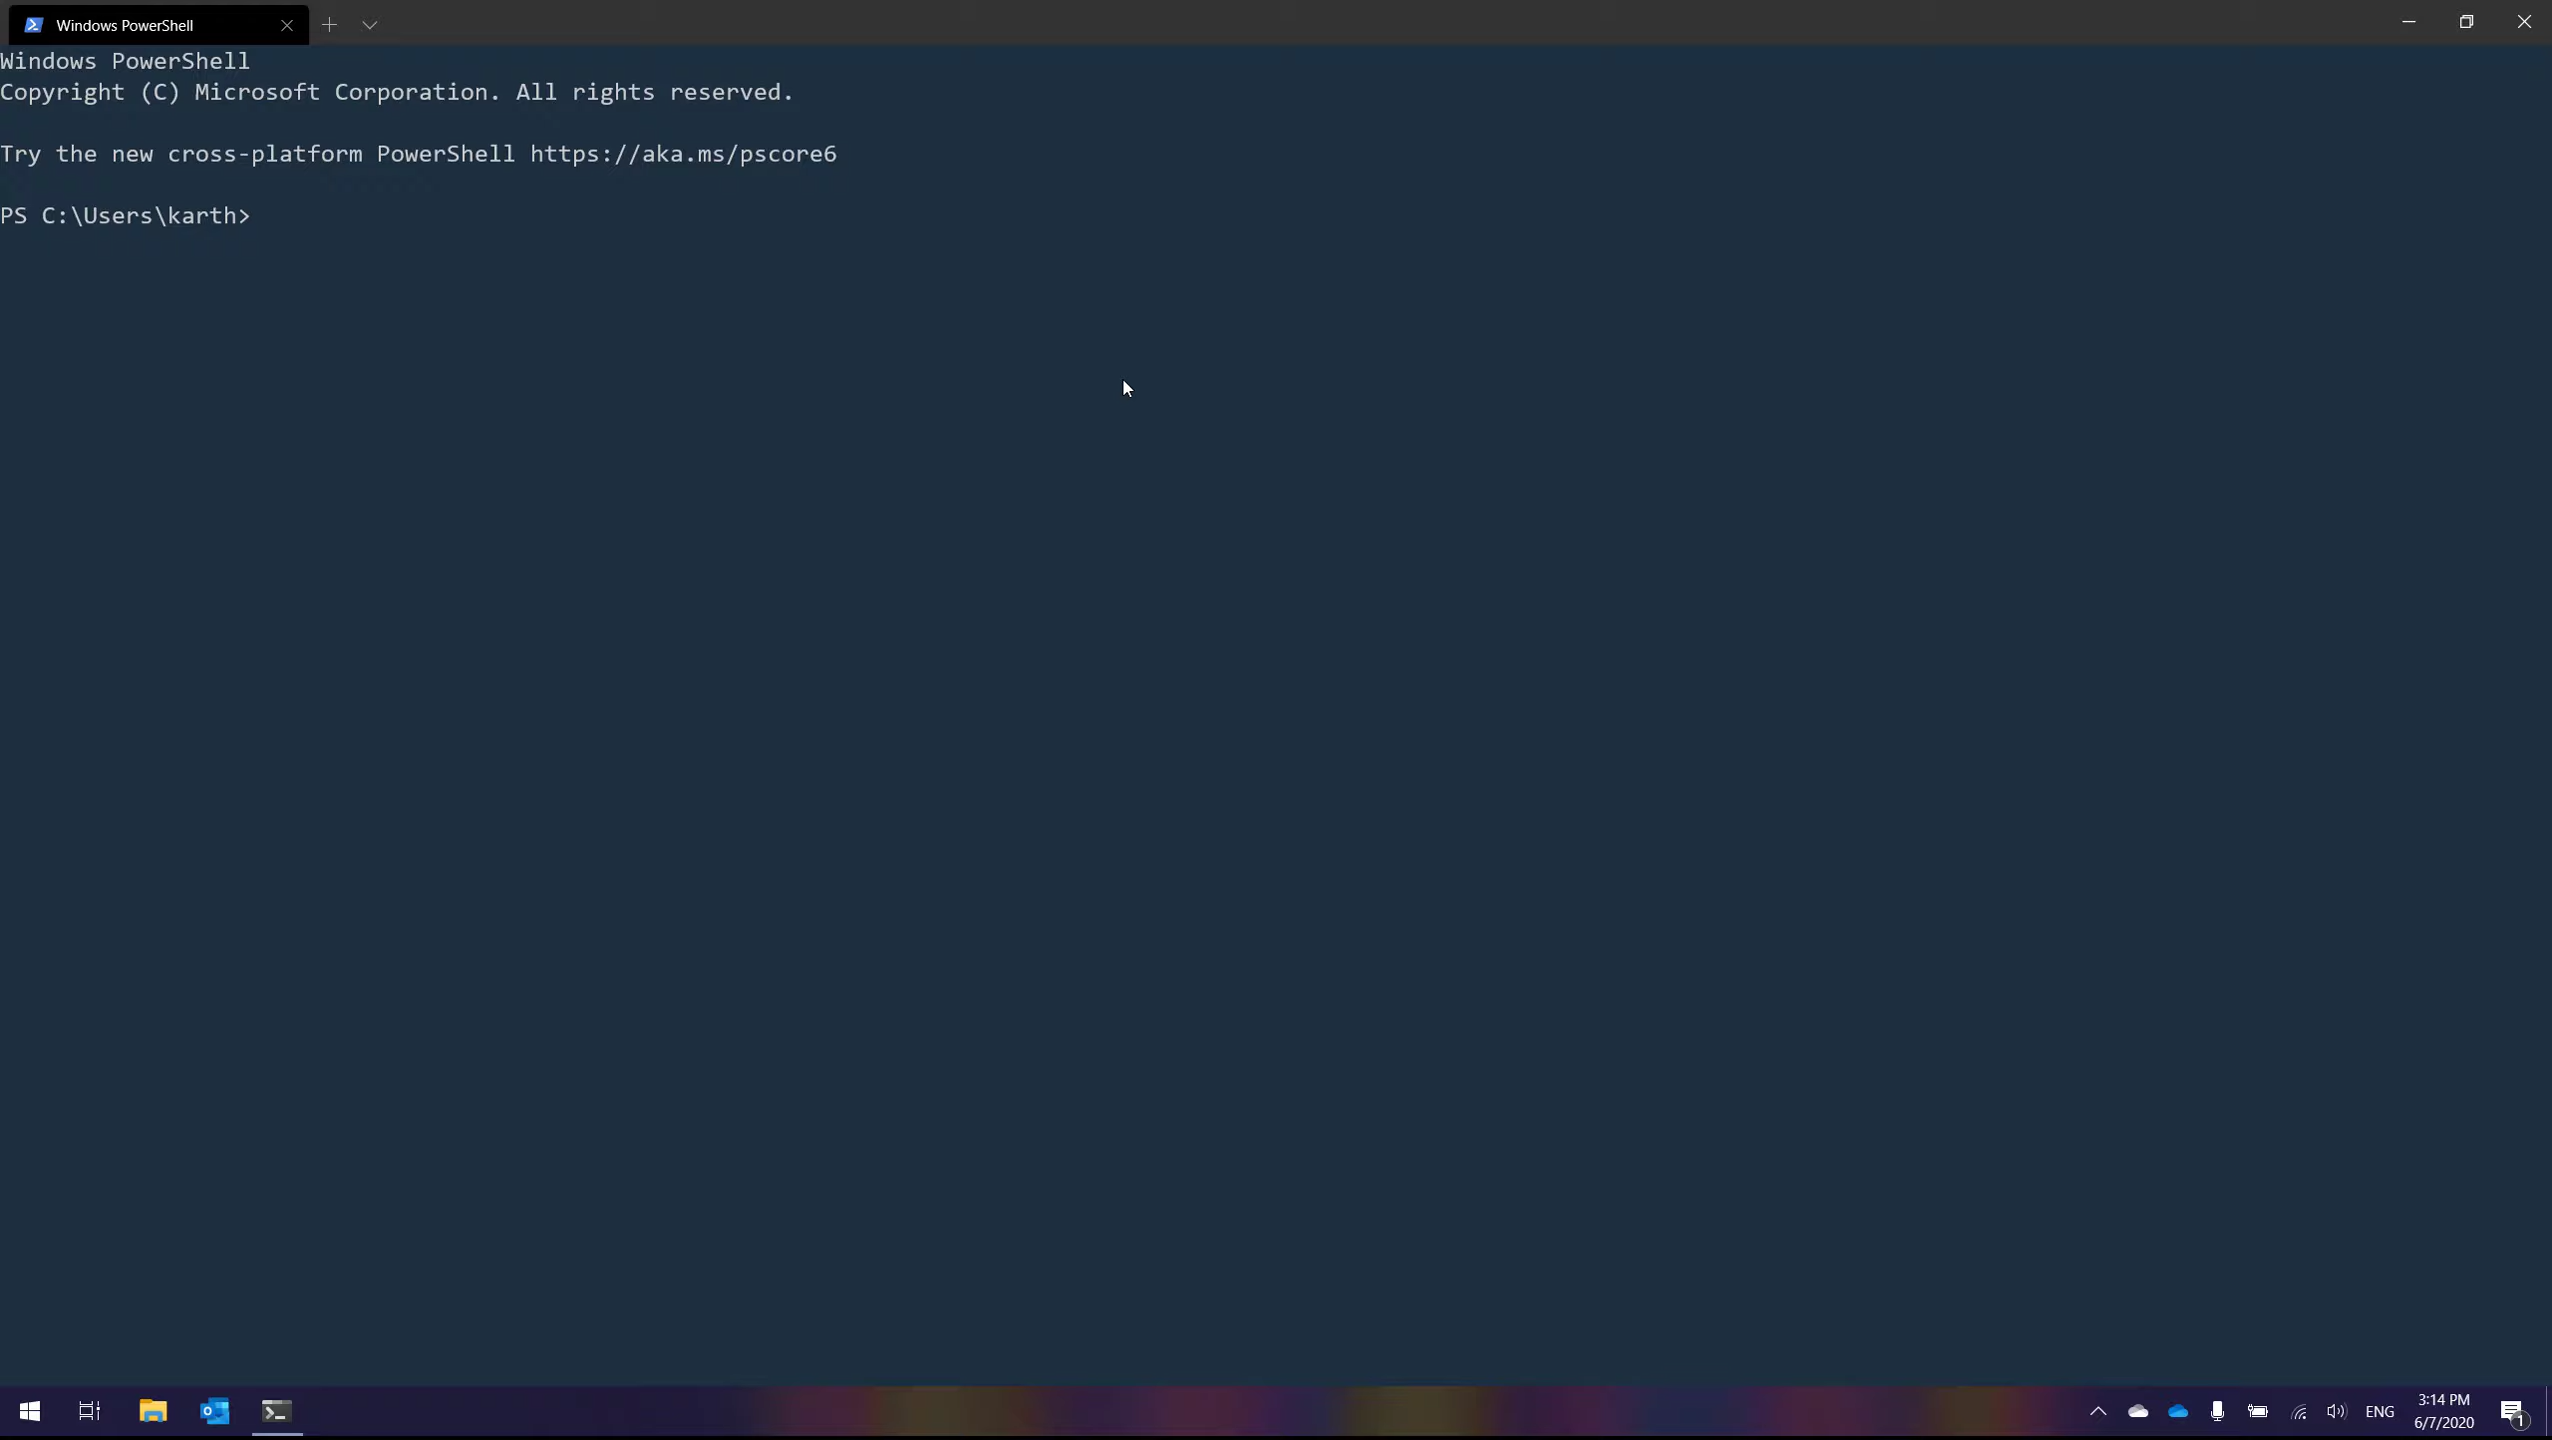 Windows PowerShell
Windows PowerShell
Copyright (C) Microsoft Corporation. All rights reserved.
Try the new cross-platform PowerShell https://aka.ms/pscore6
PS C:\Users\karth>
ENG
3:14 PM
6/7/2020
1